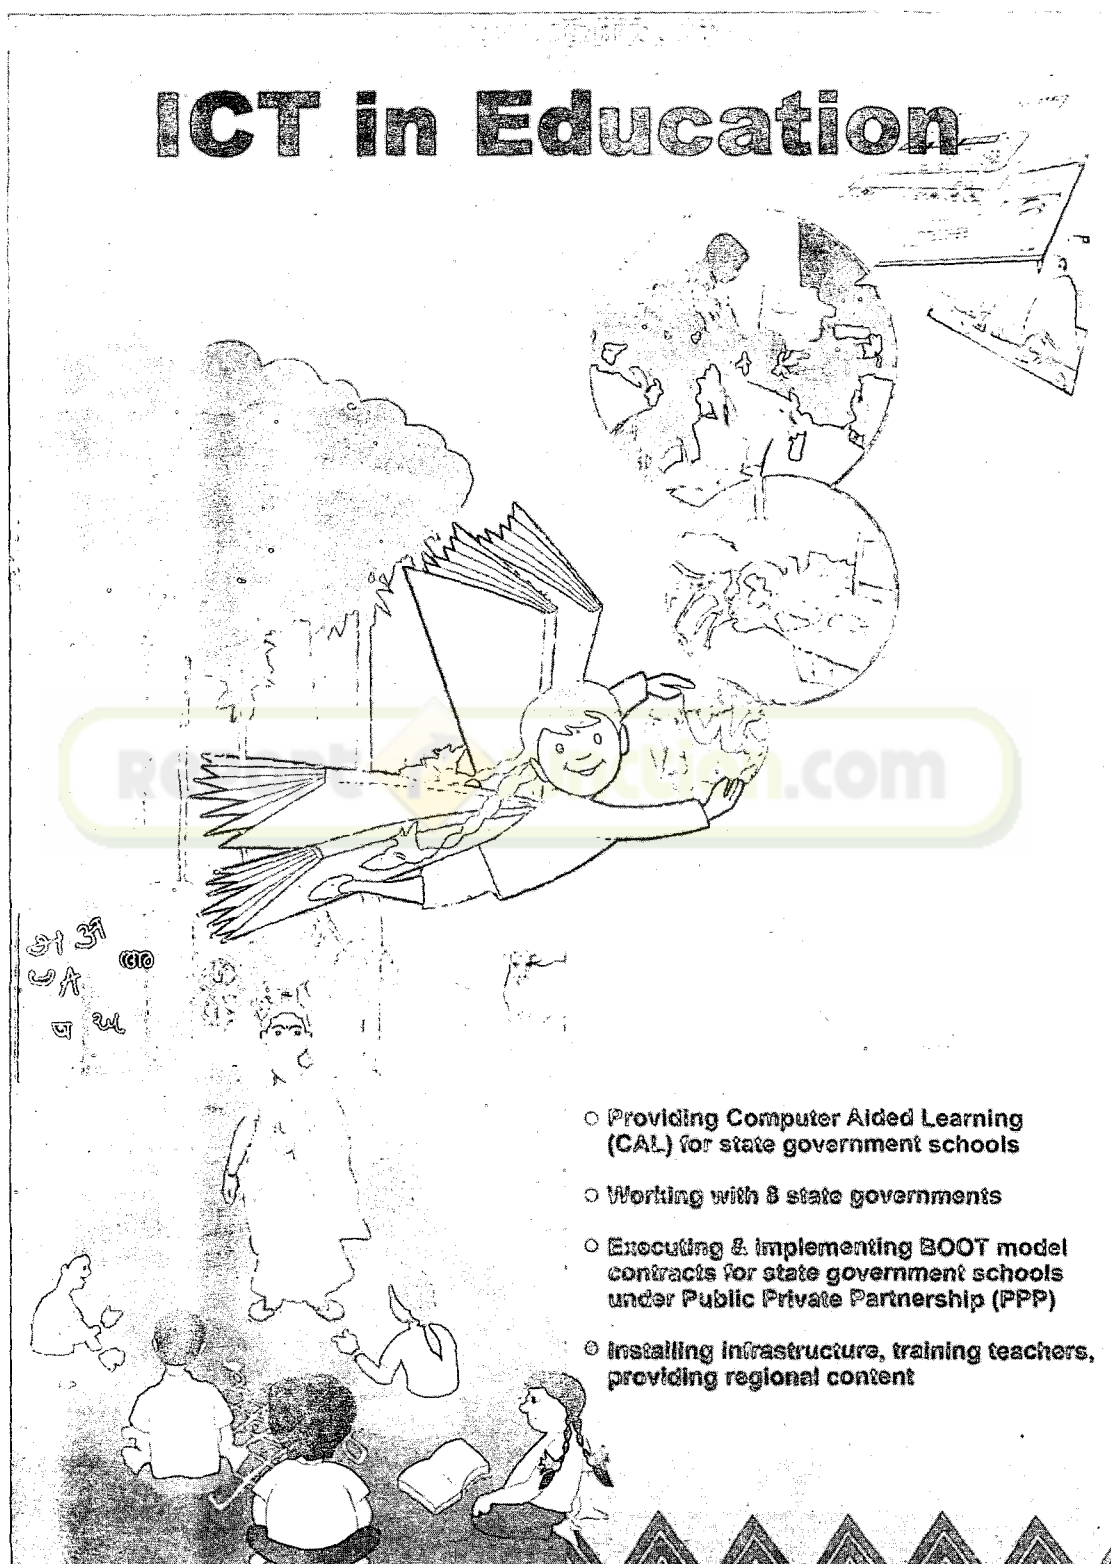 ICT in Education
अ
A
Providing Computer Aided Learning
(CAL) for state government schools
Working with 8 state governments
Executing & implementing BOOT model
contracts for state government schools
under Public Private Partnership (PPP)
Installing infrastructure, training teachers,
providing regional content